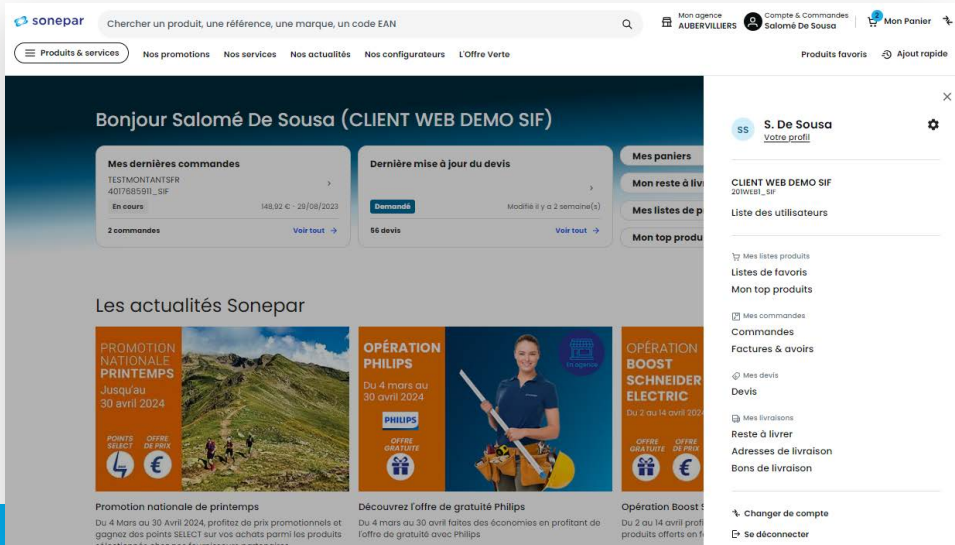 sonepar
Chercher un produit, une référence, une marque, un code EAN
Mon agence
AUBERVILLIERS
Compte & Commandes
Salomé De Sousa
2
Mon Panier
Produits & services
Nos promotions
Nos services
Nos actualités
Nos configurateurs
L'Offre Verte
Produits favoris
Ajout rapide
Bonjour Salomé De Sousa (CLIENT WEB DEMO SIF)
Mes dernières commandes
TESTMONTANTSFR
4017685911_SIF
En cours
148,92 € - 29/08/2023
2 commandes
Voir tout
Dernière mise à jour du devis
Demandé
Modifié il y a 2 semaine(s)
56 devis
Voir tout
Mes paniers
Mon reste à livr
Mes listes de p
Mon top produ
Les actualités Sonepar
PROMOTION
NATIONALE
PRINTEMPS
Jusqu'au
30 avril 2024
POINTS
SELECT
OFFRE
DE PRIX
€
OPÉRATION
PHILIPS
Du 4 mars au
30 avril 2024
PHILIPS
OFFRE
GRATUITE
En agence
OPÉRATION
BOOST
SCHNEIDER
ELECTRIC
Du 2 au 14 avril 2024
OFFRE
GRATUITE
OFFRE
DE PRIX
€
Promotion nationale de printemps
Du 4 Mars au 30 Avril 2024, profitez de prix promotionnels et
gagnez des points SELECT sur vos achats parmi les produits
Découvrez l'offre de gratuité Philips
Du 4 mars au 30 avril faites des économies en profitant de
l'offre de gratuité avec Philips
Opération Boost S
Du 2 au 14 avril profi
produits offerts en f
SS
S. De Sousa
Votre profil
CLIENT WEB DEMO SIF
201WEB1_SIF
Liste des utilisateurs
Mes listes produits
Listes de favoris
Mon top produits
Mes commandes
Commandes
Factures & avoirs
Mes devis
Devis
Mes livraisons
Reste à livrer
Adresses de livraison
Bons de livraison
Changer de compte
Se déconnecter